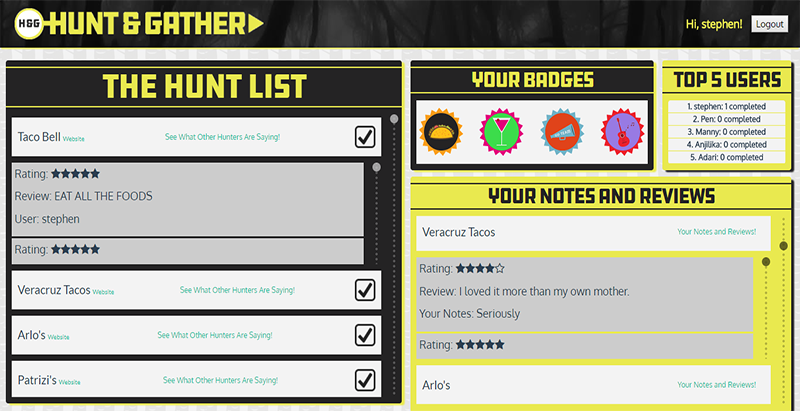 H&G HUNT & GATHER
Hi, stephen!
Logout
THE HUNT LIST
Taco Bell Website See What Other Hunters Are Saying!
Rating:
Review: EAT ALL THE FOODS
User: stephen
Rating:
Veracruz Tacos Website See What Other Hunters Are Saying!
Arlo's Website See What Other Hunters Are Saying!
Patrizi's Website See What Other Hunters Are Saying!
YOUR BADGES
TOP 5 USERS
1. stephen: 1 completed
2. Pen: 0 completed
3. Manny: 0 completed
4. Anjilika: 0 completed
5. Adari: 0 completed
YOUR NOTES AND REVIEWS
Veracruz Tacos Your Notes and Reviews!
Rating:
Review: I loved it more than my own mother.
Your Notes: Seriously
Rating:
Arlo's Your Notes and Reviews!